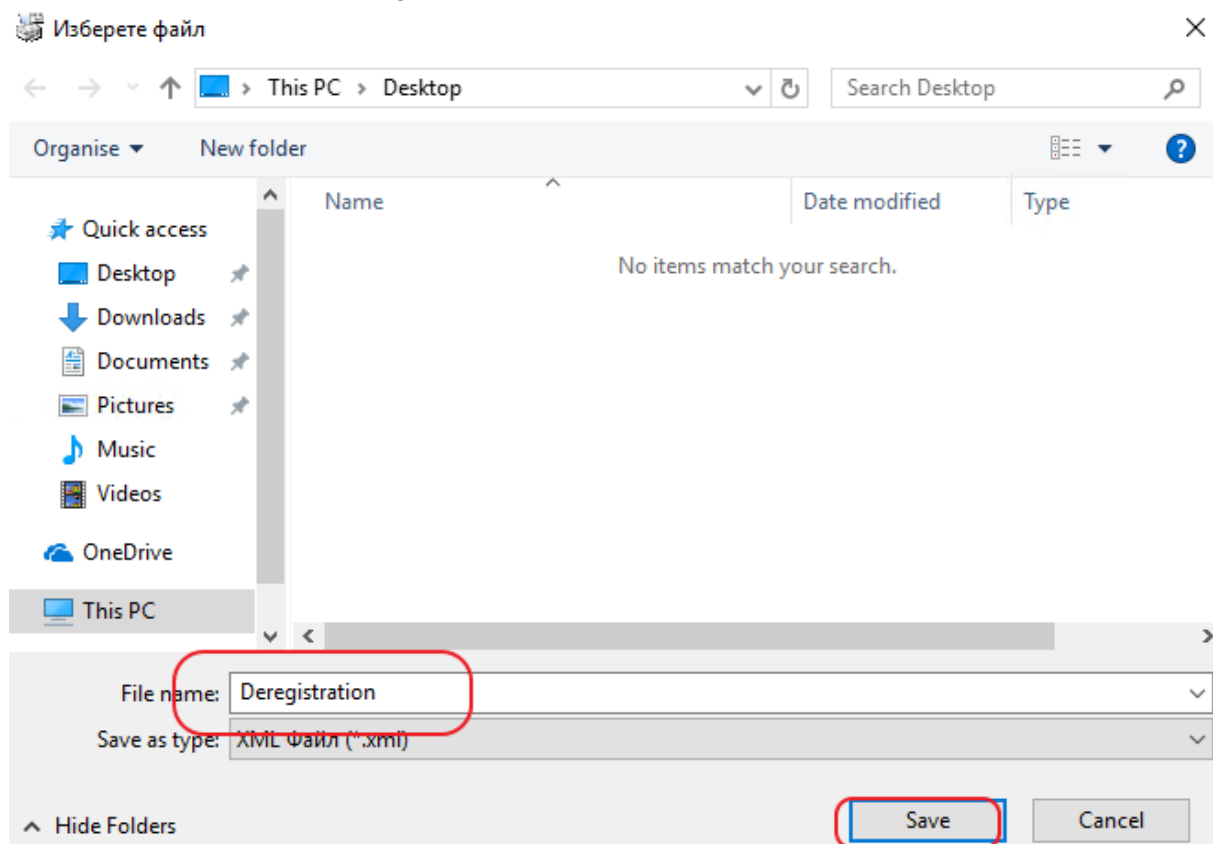 Изберете файл
This PC > Desktop
Search Desktop
Organise
New folder
Name
Date modified
Type
No items match your search.
Quick access
Desktop
Downloads
Documents
Pictures
Music
Videos
OneDrive
This PC
File name: Deregistration
Save as type: XML Файл (*.xml)
Hide Folders
Save
Cancel